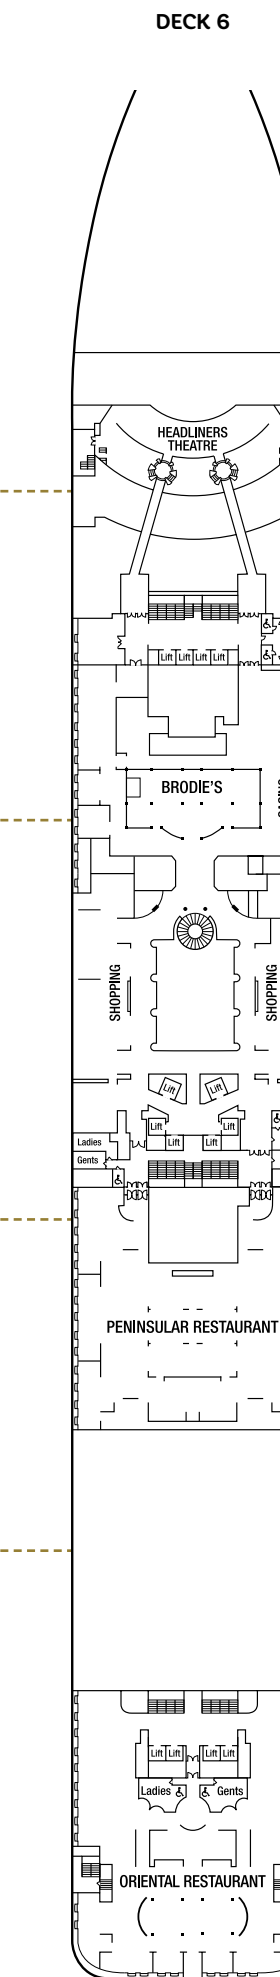 DECK 6
HEADLINERS
THEATRE
Lift Lift Lift Lift
BRODIE'S
SHOPPING
SHOPPING
Lift
Lift
Lift
Lift
Lift
Lift
Ladies
Gents
PENINSULAR RESTAURANT
Lift Lift
Lift Lift
Ladies
Gents
ORIENTAL RESTAURANT